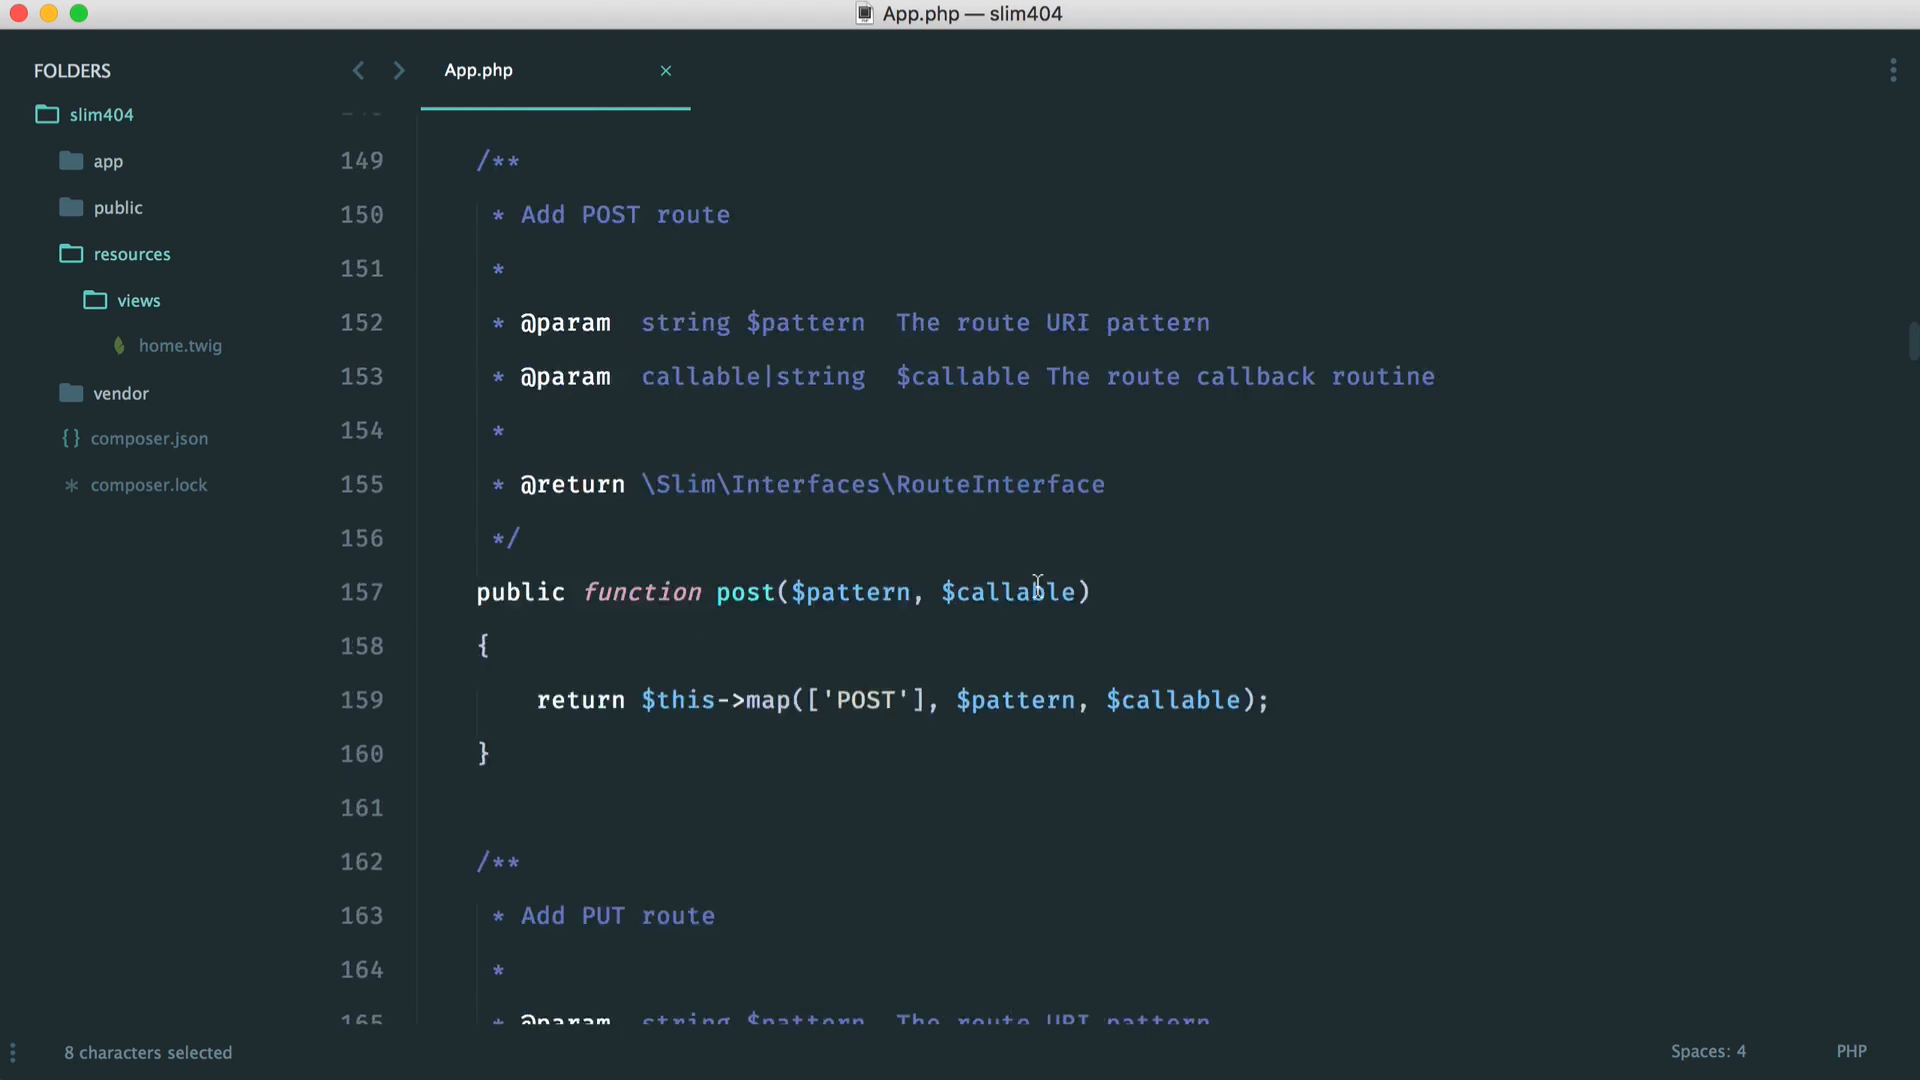 App.php — slim404
FOLDERS
slim404
app
public
resources
views
home.twig
vendor
{} composer.json
* composer.lock
App.php ×
149 /**
150 * Add POST route
151 *
152 * @param string $pattern The route URI pattern
153 * @param callable|string $callable The route callback routine
154 *
155 * @return \Slim\Interfaces\RouteInterface
156 */
157 public function post($pattern, $callable)
158 {
159 return $this->map(['POST'], $pattern, $callable);
160 }
161
162 /**
163 * Add PUT route
164 *
165 * @param string $pattern The route URI pattern
8 characters selected
Spaces: 4
PHP